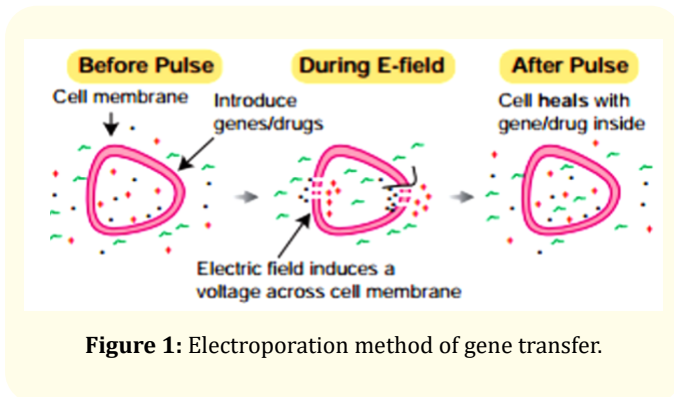 Before Pulse
During E-field
After Pulse
Cell membrane
Introduce
genes/drugs
Cell heals with
gene/drug inside
Electric field induces a
voltage across cell membrane
Figure 1: Electroporation method of gene transfer.